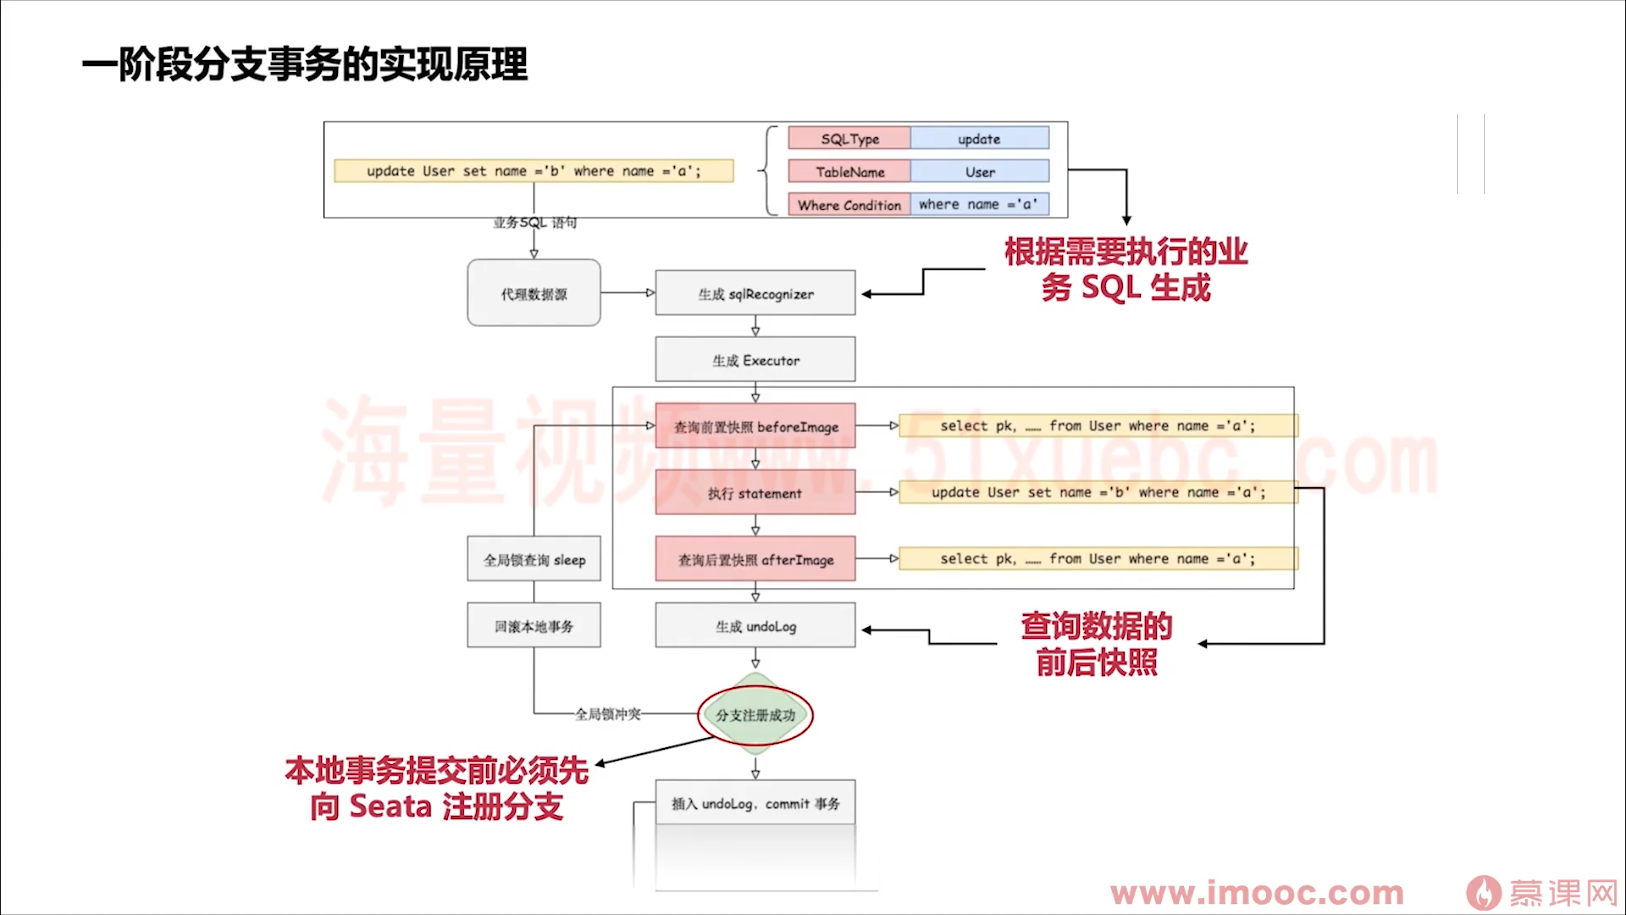 一阶段分支事务的实现原理
update User set name ='b' where name ='a';
SQLType update
TableName User
Where Condition where name ='a'
业务SQL 语句
根据需要执行的业
务 SQL 生成
代理数据源
生成 sqlRecognizer
生成 Executor
查询前置快照 beforeImage
select pk, …… from User where name ='a';
海量视频www.51xuebc.com
执行 statement
update User set name ='b' where name ='a';
全局锁查询 sleep
查询后置快照 afterImage
select pk, …… from User where name ='a';
回滚本地事务
生成 undoLog
查询数据的
前后快照
全局锁冲突
分支注册成功
本地事务提交前必须先
向 Seata 注册分支
插入 undoLog, commit 事务
www.imooc.com
慕课网